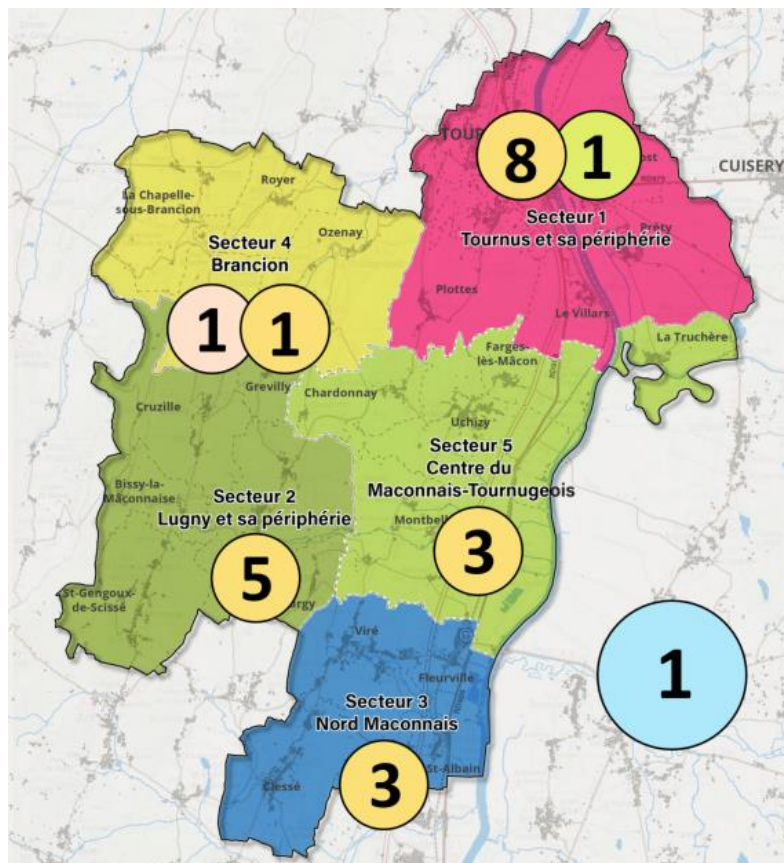 8
1
CUISERY
Secteur 1
Tournus et sa périphérie
Préty
Royer
La Chapelle-
sous-Brancion
Ozenay
Secteur 4
Brancion
Plottes
Le Villars
1
1
La Truchère
Farges-
lès-Mâcon
Grevilly
Chardonnay
Cruzille
Uchizy
Secteur 5
Centre du
Maconnais-Tournugeois
Bissy-la-
Mâconnaise
Secteur 2
Lugny et sa périphérie
3
5
St-Gengoux-
de-Scissé
Viré
Fleurville
1
Secteur 3
Nord Maconnais
St-Albain
Clessé
3